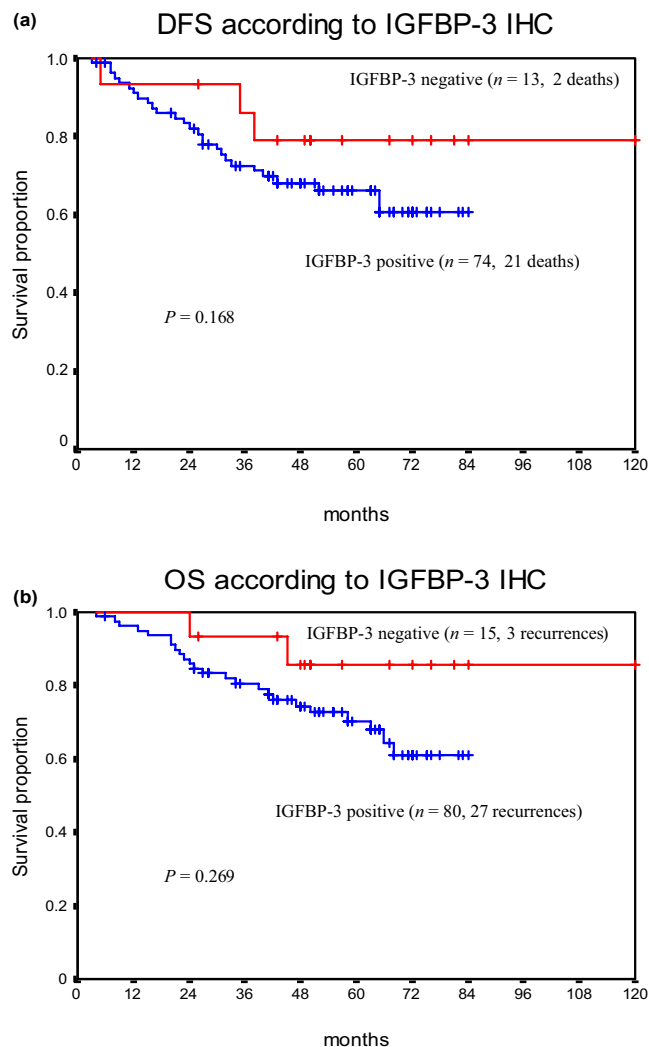 (a)
DFS according to IGFBP-3 IHC
1.0
0.8
0.6
0.4
0.2
0
Survival proportion
IGFBP-3 negative (n = 13, 2 deaths)
IGFBP-3 positive (n = 74, 21 deaths)
P = 0.168
0 12 24 36 48 60 72 84 96 108 120
months
(b)
OS according to IGFBP-3 IHC
1.0
0.8
0.6
0.4
0.2
0
Survival proportion
IGFBP-3 negative (n = 15, 3 recurrences)
IGFBP-3 positive (n = 80, 27 recurrences)
P = 0.269
0 12 24 36 48 60 72 84 96 108 120
months